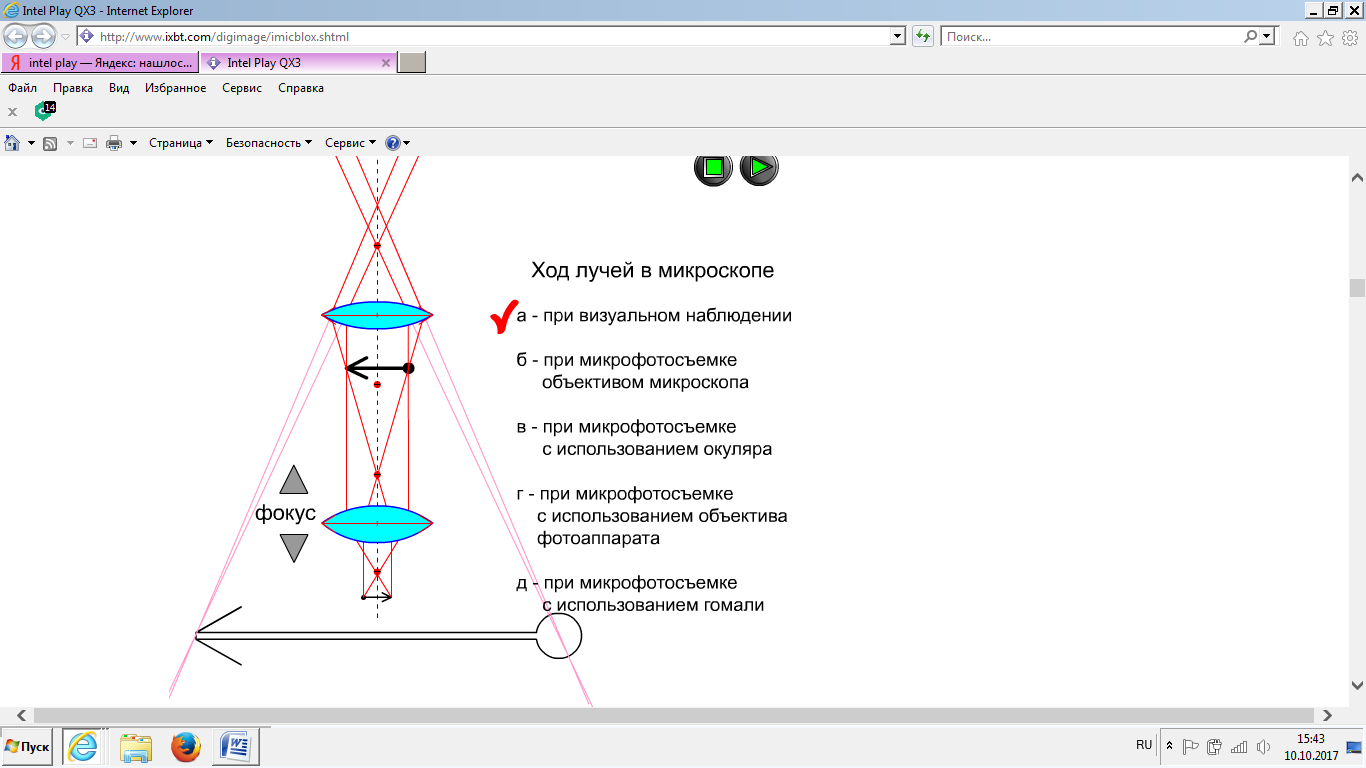 Intel Play QX3 - Internet Explorer
http://www.ixbt.com/digimage/imicblox.shtml
Поиск...
intel play — Яндекс: нашлос...
Intel Play QX3
Файл Правка Вид Избранное Сервис Справка
x 14
Страница Безопасность Сервис
Ход лучей в микроскопе
а - при визуальном наблюдении
б - при микрофотосъемке
объективом микроскопа
в - при микрофотосъемке
с использованием окуляра
г - при микрофотосъемке
с использованием объектива
фотоаппарата
д - при микрофотосъемке
с использованием гомали
фокус
Пуск
RU
15:43
10.10.2017